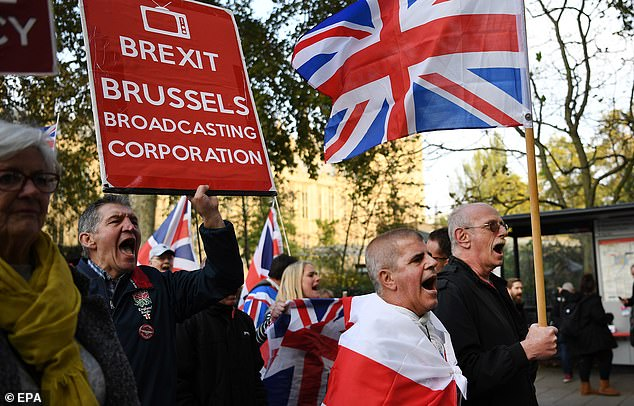 CY
BREXIT
BRUSSELS
BROADCASTING
CORPORATION
© EPA